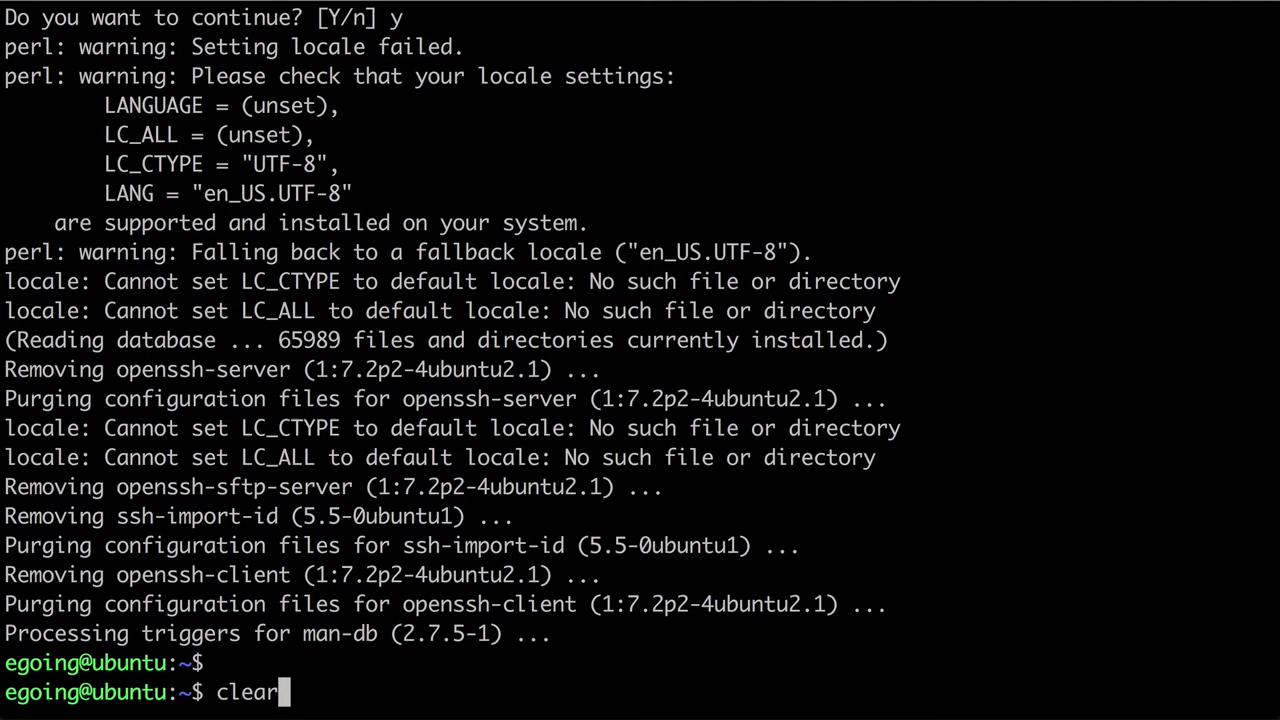 Do you want to continue? [Y/n] y
perl: warning: Setting locale failed.
perl: warning: Please check that your locale settings:
        LANGUAGE = (unset),
        LC_ALL = (unset),
        LC_CTYPE = "UTF-8",
        LANG = "en_US.UTF-8"
    are supported and installed on your system.
perl: warning: Falling back to a fallback locale ("en_US.UTF-8").
locale: Cannot set LC_CTYPE to default locale: No such file or directory
locale: Cannot set LC_ALL to default locale: No such file or directory
(Reading database ... 65989 files and directories currently installed.)
Removing openssh-server (1:7.2p2-4ubuntu2.1) ...
Purging configuration files for openssh-server (1:7.2p2-4ubuntu2.1) ...
locale: Cannot set LC_CTYPE to default locale: No such file or directory
locale: Cannot set LC_ALL to default locale: No such file or directory
Removing openssh-sftp-server (1:7.2p2-4ubuntu2.1) ...
Removing ssh-import-id (5.5-0ubuntu1) ...
Purging configuration files for ssh-import-id (5.5-0ubuntu1) ...
Removing openssh-client (1:7.2p2-4ubuntu2.1) ...
Purging configuration files for openssh-client (1:7.2p2-4ubuntu2.1) ...
Processing triggers for man-db (2.7.5-1) ...
egoing@ubuntu:~$
egoing@ubuntu:~$ clear